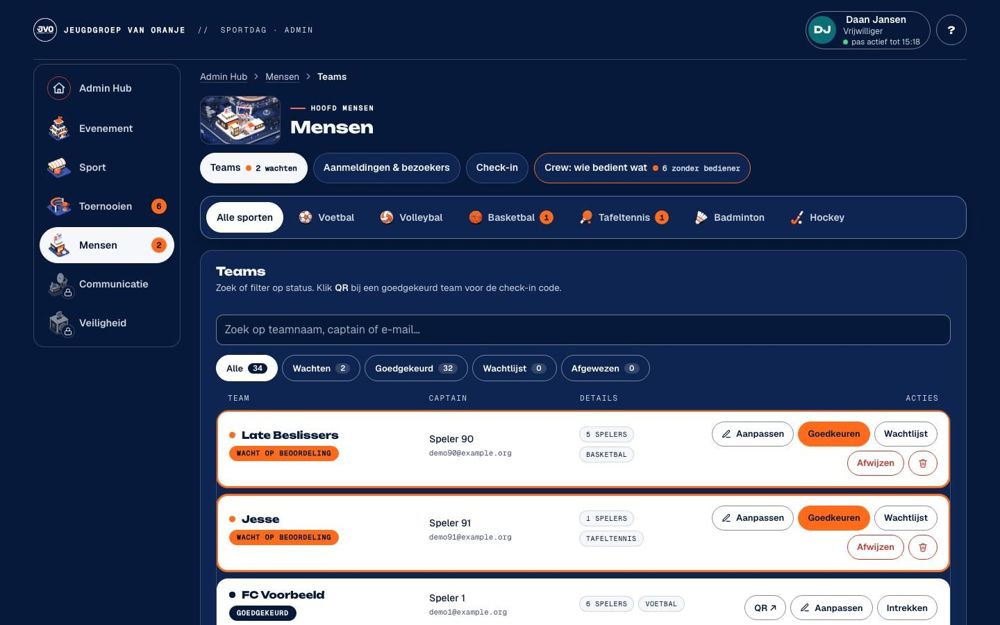 JVO JEUGDGROEP VAN ORANJE // SPORTDAG · ADMIN
DJ Daan Jansen
Vrijwilliger
pas actief tot 15:18
?
Admin Hub
Evenement
Sport
Toernooien 6
Mensen 2
Communicatie
Veiligheid
Admin Hub > Mensen > Teams
HOOFD MENSEN
Mensen
Teams 2 wachten
Aanmeldingen & bezoekers
Check-in
Crew: wie bedient wat 6 zonder bediener
Alle sporten
Voetbal
Volleybal
Basketbal 1
Tafeltennis 1
Badminton
Hockey
Teams
Zoek of filter op status. Klik QR bij een goedgekeurd team voor de check-in code.
Zoek op teamnaam, captain of e-mail...
Alle 34
Wachten 2
Goedgekeurd 32
Wachtlijst 0
Afgewezen 0
TEAM CAPTAIN DETAILS ACTIES
Late Beslissers
WACHT OP BEOORDELING
Speler 90
demo90@example.org
5 SPELERS
BASKETBAL
Aanpassen Goedkeuren Wachtlijst
Afwijzen
Jesse
WACHT OP BEOORDELING
Speler 91
demo91@example.org
1 SPELERS
TAFELTENNIS
Aanpassen Goedkeuren Wachtlijst
Afwijzen
FC Voorbeeld
GOEDGEKEURD
Speler 1
demo1@example.org
6 SPELERS VOETBAL
QR ↗ Aanpassen Intrekken